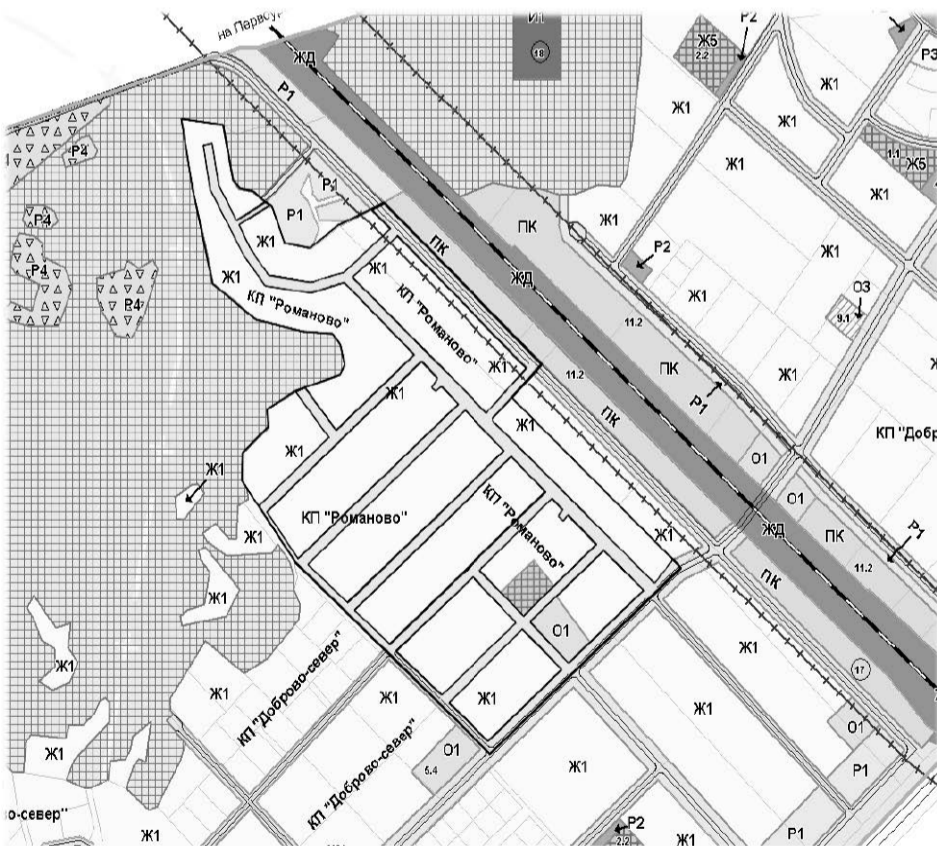 на Первоур
И1
18
Р2
Ж5
2.2
РЭ
ЖД
Р1
Ж1
Ж1
Ж1
1.1
Ж5
Р4
Р4
Р1
Р1
Ж1
Ж1
Ж1
Р4
ПК
ПК
Ж1
Р2
Ж1
Р4
Р4
Ж1
Ж1
КП "Романово"
КП "Романово"
ЖД
Ж1
ОЗ
9.1
11.2
ПК
Ж1
Ж1
11.2
Ж1
Р1
ПК
Ж1
Ж1
КП "Добр
О1
Ж1
О1
КП "Романово"
КП "Романово"
Ж1
Ж1
ЖД
ПК
Р1
11.2
ПК
Ж1
О1
Ж1
Ж1
17
КП "Доброво-север"
Ж1
Ж1
Ж1
О1
Ж1
О1
5.4
Ж1
Р1
КП "Доброво-север"
о-север"
Ж1
Р2
2.2
Ж1
Р1